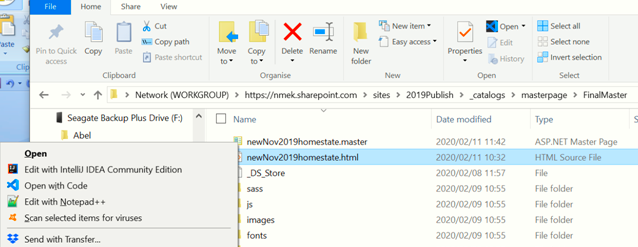 File Home Share View
Pin to Quick access
Copy
Paste
Cut
Copy path
Paste shortcut
Move to
Copy to
Delete
Rename
New folder
New item
Easy access
Properties
Open
Edit
History
Select all
Select none
Invert selection
Clipboard Organize New Open Select
Network (WORKGROUP) > https://nmek.sharepoint.com > sites > 2019Publish > _catalogs > masterpage > FinalMaster
Seagate Backup Plus Drive (F:)
Abel
Name Date modified Type
newNov2019homestate.master 2020/02/11 11:42 ASP.NET Master Page
newNov2019homestate.html 2020/02/11 10:32 HTML Source File
_DS_Store 2020/02/08 11:57 File
sass 2020/02/09 10:55 File folder
js 2020/02/09 10:55 File folder
images 2020/02/09 10:55 File folder
fonts 2020/02/09 10:55 File folder
Open
Edit with IntelliJ IDEA Community Edition
Open with Code
Edit with Notepad++
Scan selected items for viruses
Send with Transfer...